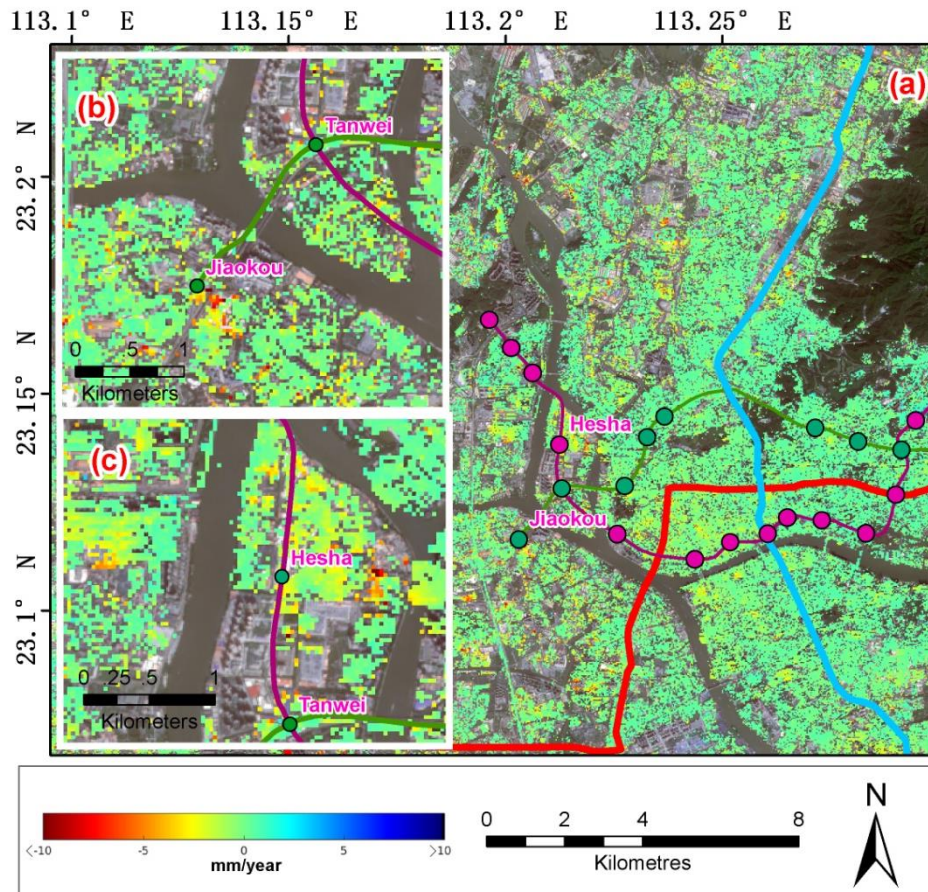 113.1° E 113.15° E 113.2° E 113.25° E
(b)
(a)
Tanwei
23.2° N
Jiaokou
0 .5 1
Kilometers
23.15° N
Hesha
(c)
Jiaokou
Hesha
23.1° N
0 .25 .5 1
Kilometers
Tanwei
N
0 2 4 8
<-10 -5 0 5 >10
mm/year
Kilometres